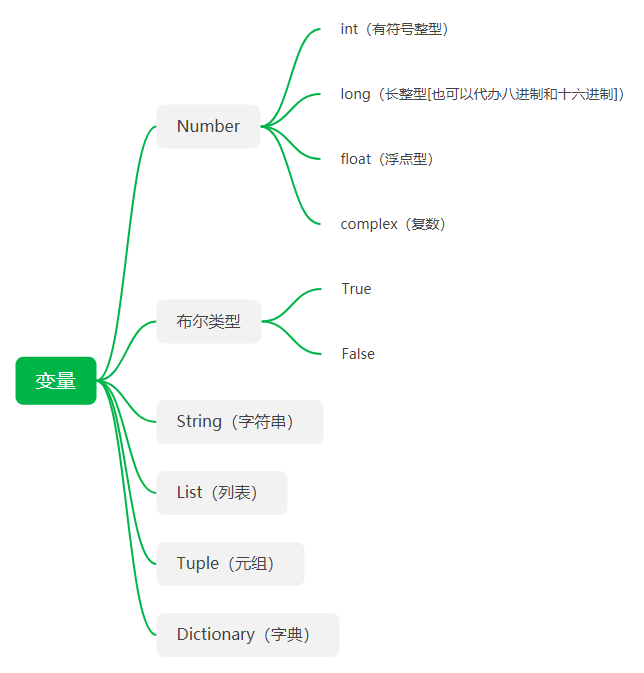 变量
Number
int（有符号整型）
long（长整型[也可以代办八进制和十六进制]）
float（浮点型）
complex（复数）
布尔类型
True
False
String（字符串）
List（列表）
Tuple（元组）
Dictionary（字典）